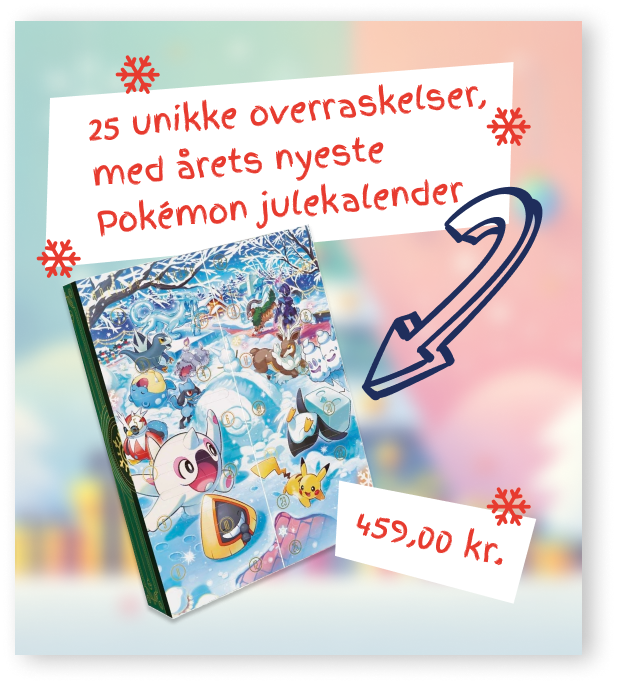 25 unikke overraskelser,
med årets nyeste
Pokémon julekalender
459,00 kr.